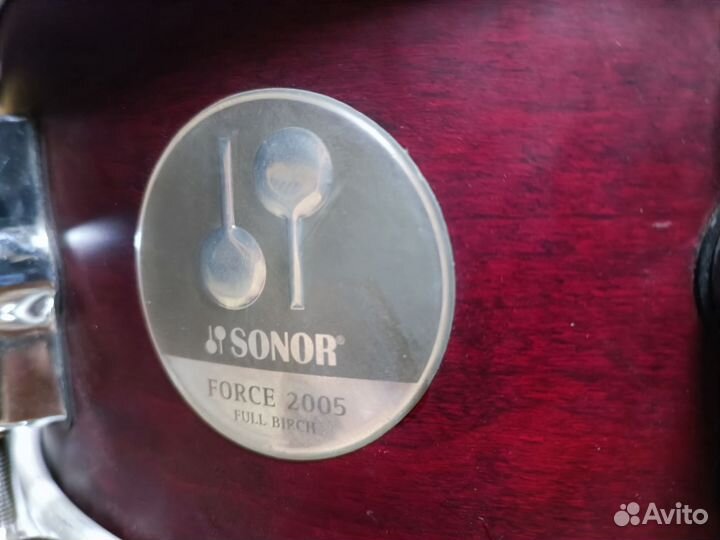 SONOR®
FORCE 2005
FULL BIRCH
Avito